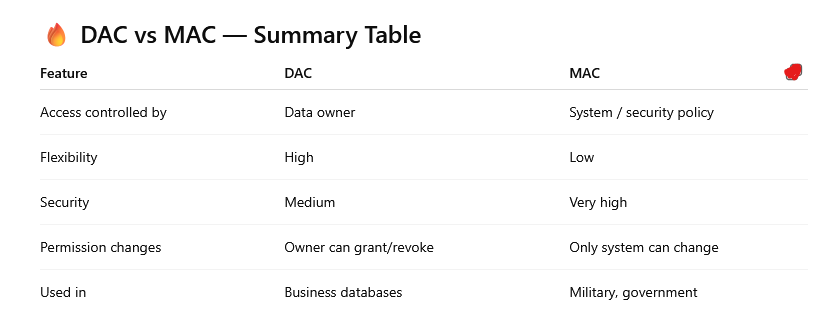 🔥 DAC vs MAC — Summary Table
Feature DAC MAC
Access controlled by Data owner System / security policy
Flexibility High Low
Security Medium Very high
Permission changes Owner can grant/revoke Only system can change
Used in Business databases Military, government